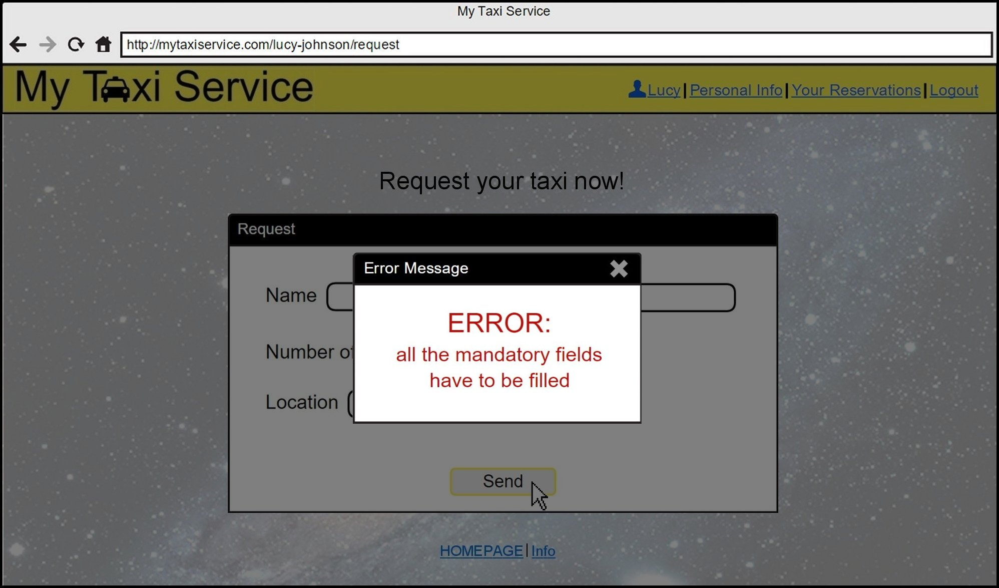 My Taxi Service
http://mytaxiservice.com/lucy-johnson/request
My Taxi Service
Lucy | Personal Info | Your Reservations | Logout
Request your taxi now!
Request
Error Message
Name
ERROR:
Number of
all the mandatory fields
have to be filled
Location
Send
HOMEPAGE | Info